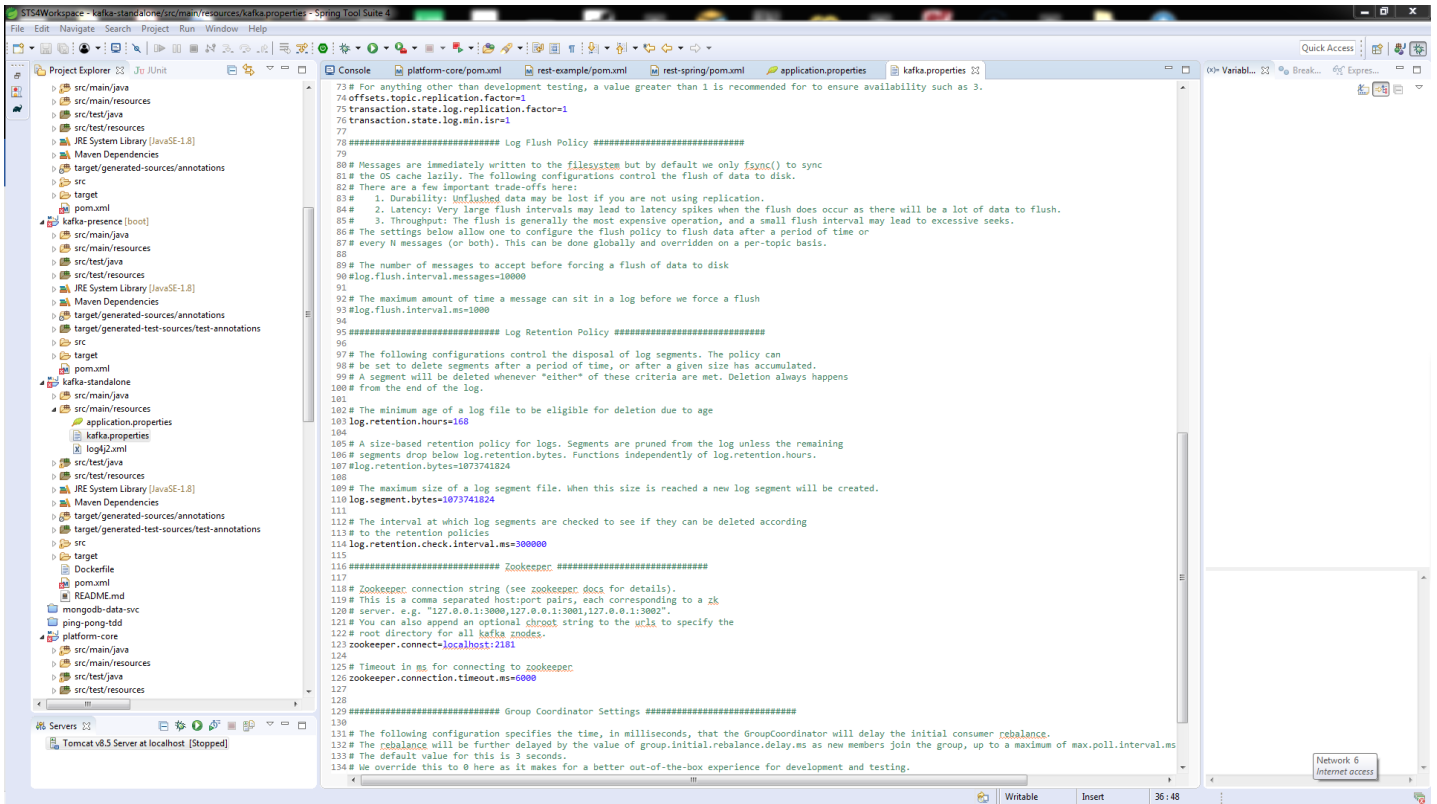 STS4Workspace - kafka-standalone/src/main/resources/kafka.properties - Spring Tool Suite 4
File Edit Navigate Search Project Run Window Help
Quick Access
Project Explorer JUnit
src/main/java
src/main/resources
src/test/java
src/test/resources
JRE System Library [JavaSE-1.8]
Maven Dependencies
target/generated-sources/annotations
src
target
pom.xml
kafka-presence [boot]
src/main/java
src/main/resources
src/test/java
src/test/resources
JRE System Library [JavaSE-1.8]
Maven Dependencies
target/generated-sources/annotations
target/generated-test-sources/test-annotations
src
target
pom.xml
kafka-standalone
src/main/java
src/main/resources
application.properties
kafka.properties
log4j2.xml
src/test/java
src/test/resources
JRE System Library [JavaSE-1.8]
Maven Dependencies
target/generated-sources/annotations
target/generated-test-sources/test-annotations
src
target
Dockerfile
pom.xml
README.md
mongodb-data-svc
ping-pong-tdd
platform-core
src/main/java
src/main/resources
src/test/java
src/test/resources
Servers
Tomcat v8.5 Server at localhost [Stopped]
Console platform-core/pom.xml rest-example/pom.xml rest-spring/pom.xml application.properties kafka.properties
73 # For anything other than development testing, a value greater than 1 is recommended for to ensure availability such as 3.
74 offsets.topic.replication.factor=1
75 transaction.state.log.replication.factor=1
76 transaction.state.log.min.isr=1
77
78 ############################# Log Flush Policy #############################
79
80 # Messages are immediately written to the filesystem but by default we only fsync() to sync
81 # the OS cache lazily. The following configurations control the flush of data to disk.
82 # There are a few important trade-offs here:
83 #    1. Durability: Unflushed data may be lost if you are not using replication.
84 #    2. Latency: Very large flush intervals may lead to latency spikes when the flush does occur as there will be a lot of data to flush.
85 #    3. Throughput: The flush is generally the most expensive operation, and a small flush interval may lead to excessive seeks.
86 # The settings below allow one to configure the flush policy to flush data after a period of time or
87 # every N messages (or both). This can be done globally and overridden on a per-topic basis.
88
89 # The number of messages to accept before forcing a flush of data to disk
90 #log.flush.interval.messages=10000
91
92 # The maximum amount of time a message can sit in a log before we force a flush
93 #log.flush.interval.ms=1000
94
95 ############################# Log Retention Policy #############################
96
97 # The following configurations control the disposal of log segments. The policy can
98 # be set to delete segments after a period of time, or after a given size has accumulated.
99 # A segment will be deleted whenever *either* of these criteria are met. Deletion always happens
100 # from the end of the log.
101
102 # The minimum age of a log file to be eligible for deletion due to age
103 log.retention.hours=168
104
105 # A size-based retention policy for logs. Segments are pruned from the log unless the remaining
106 # segments drop below log.retention.bytes. Functions independently of log.retention.hours.
107 #log.retention.bytes=1073741824
108
109 # The maximum size of a log segment file. When this size is reached a new log segment will be created.
110 log.segment.bytes=1073741824
111
112 # The interval at which log segments are checked to see if they can be deleted according
113 # to the retention policies
114 log.retention.check.interval.ms=300000
115
116 ############################# Zookeeper #############################
117
118 # Zookeeper connection string (see zookeeper docs for details).
119 # This is a comma separated host:port pairs, each corresponding to a zk
120 # server. e.g. "127.0.0.1:3000,127.0.0.1:3001,127.0.0.1:3002".
121 # You can also append an optional chroot string to the urls to specify the
122 # root directory for all kafka znodes.
123 zookeeper.connect=localhost:2181
124
125 # Timeout in ms for connecting to zookeeper
126 zookeeper.connection.timeout.ms=6000
127
128
129 ############################# Group Coordinator Settings #############################
130
131 # The following configuration specifies the time, in milliseconds, that the GroupCoordinator will delay the initial consumer rebalance.
132 # The rebalance will be further delayed by the value of group.initial.rebalance.delay.ms as new members join the group, up to a maximum of max.poll.interval.ms
133 # The default value for this is 3 seconds.
134 # We override this to 0 here as it makes for a better out-of-the-box experience for development and testing.
(x)= Variabl... Break... Expres...
Network 6
Internet access
Writable Insert 36 : 48